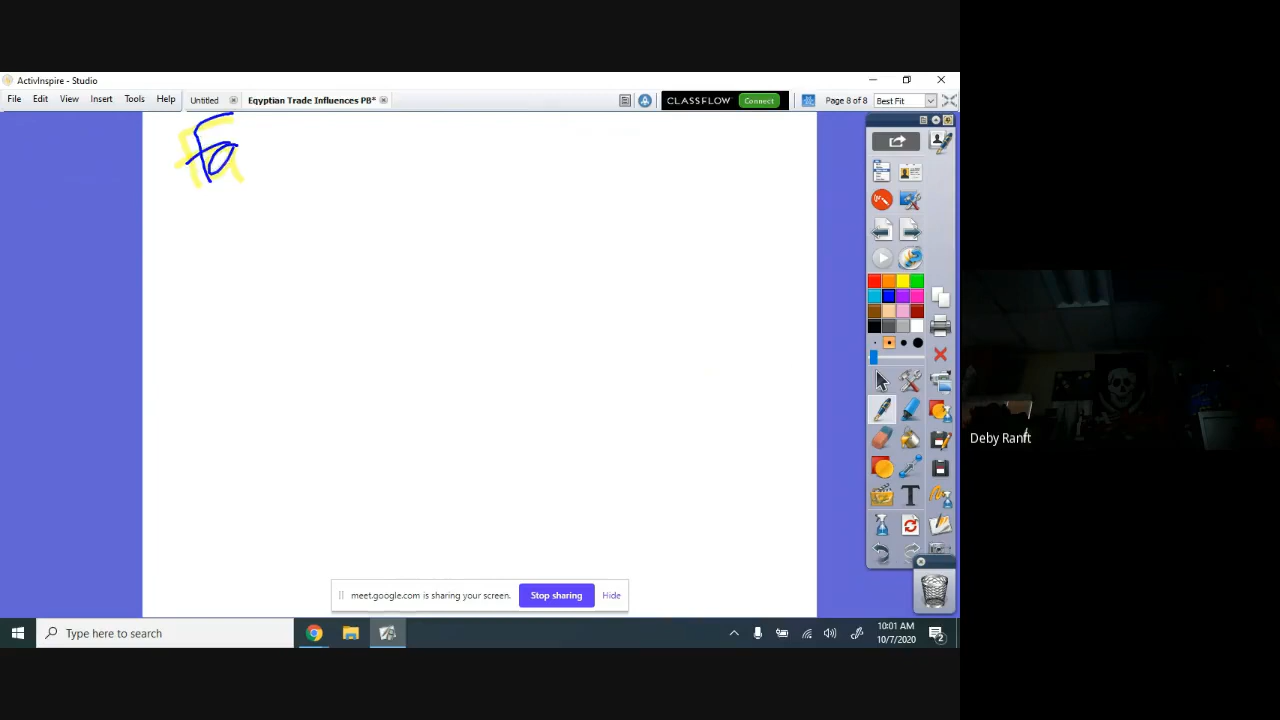 ActivInspire - Studio
File Edit View Insert Tools Help
Untitled
Egyptian Trade Influences PB*
CLASSFLOW Connect
Page 8 of 8
Best Fit
Fa
T
Deby Ranft
meet.google.com is sharing your screen. Stop sharing Hide
Type here to search
10:01 AM
10/7/2020
2